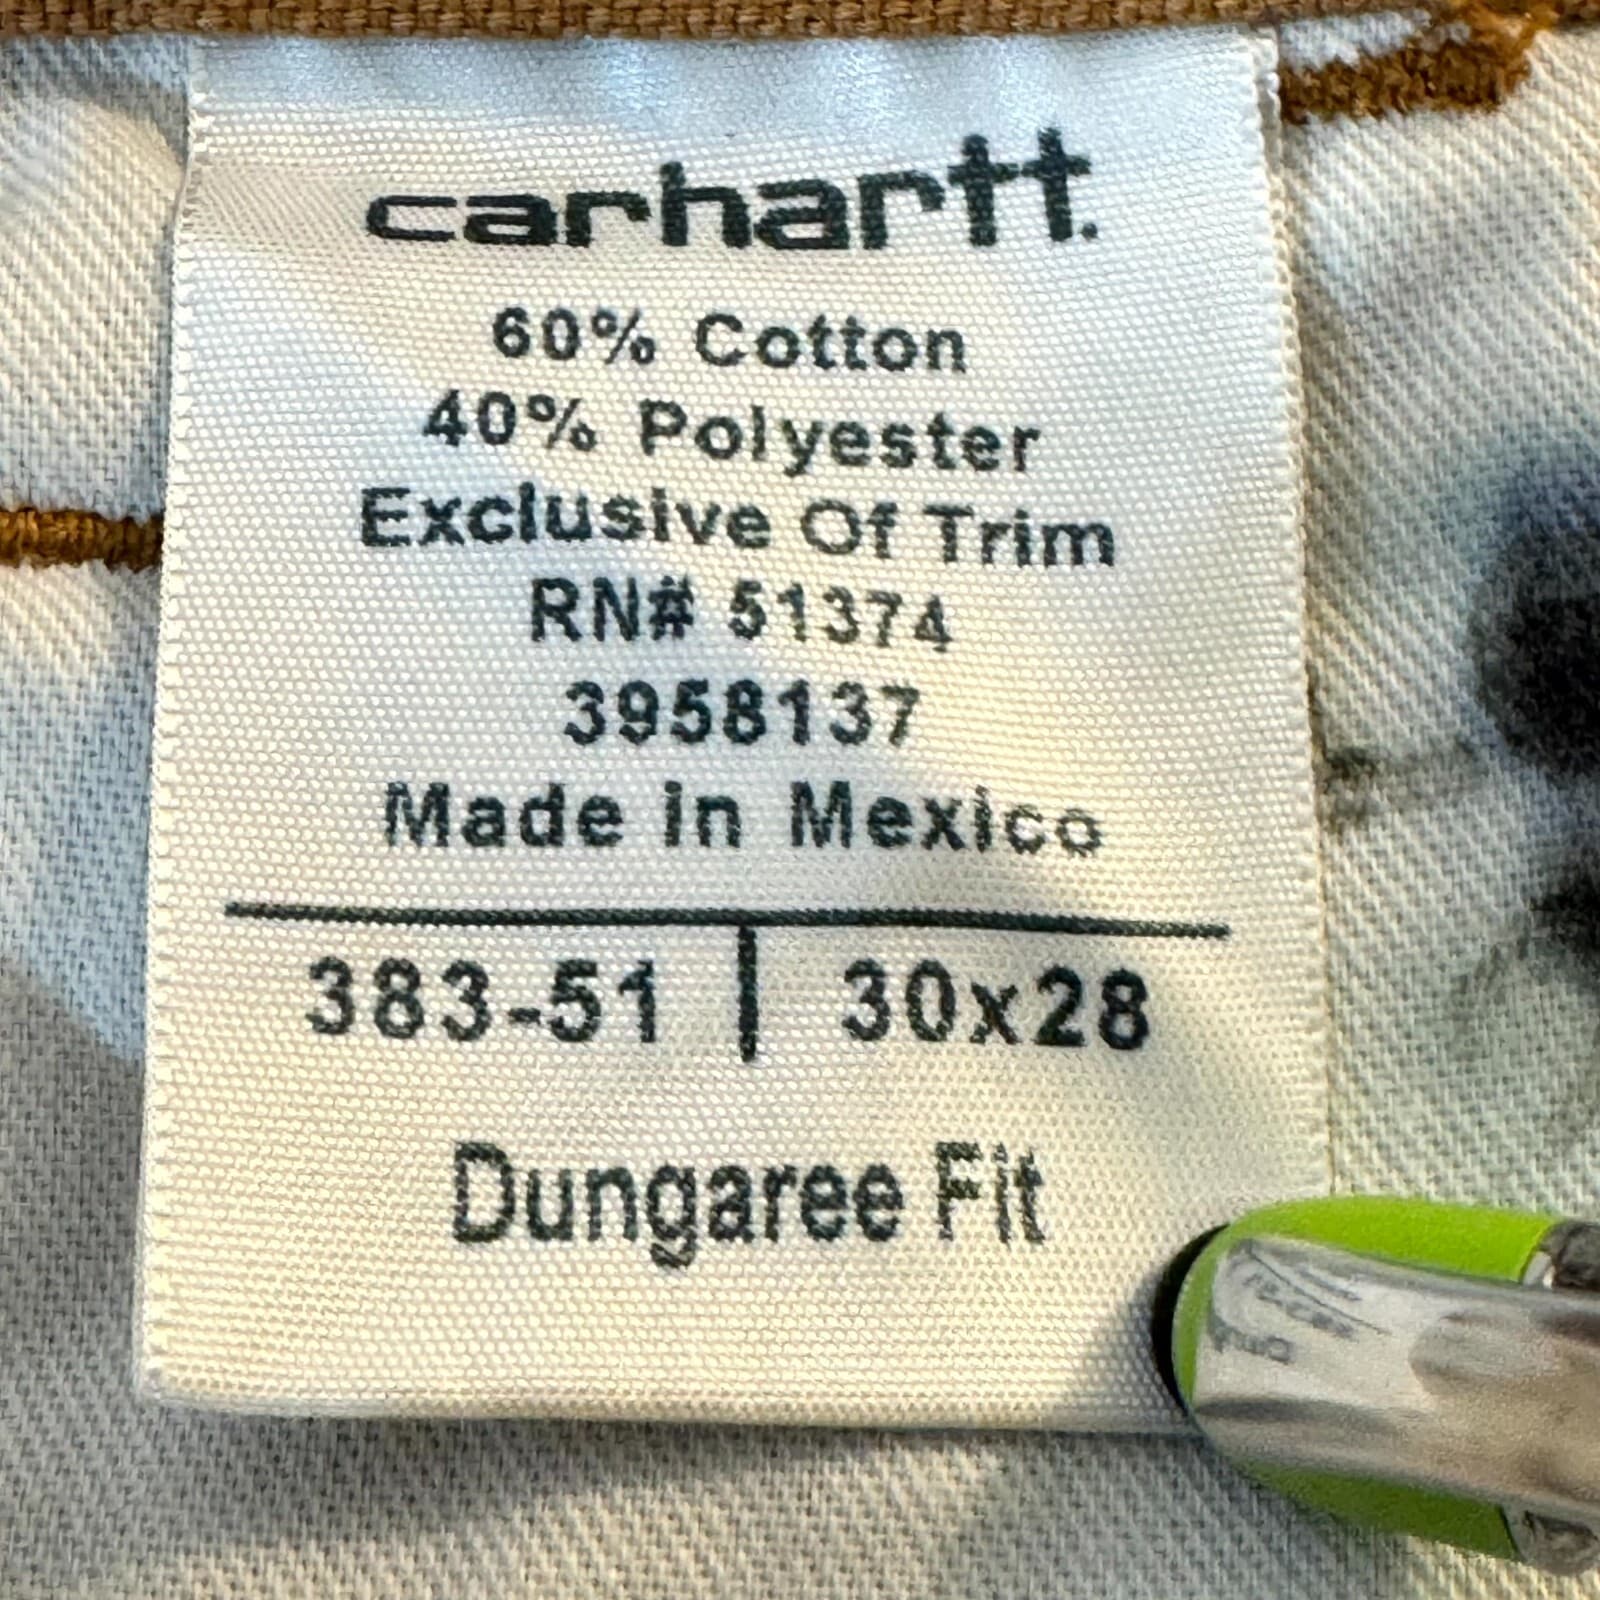 carhartt.
60% Cotton
40% Polyester
Exclusive Of Trim
RN# 51374
3958137
Made in Mexico
383-51 | 30x28
Dungaree Fit